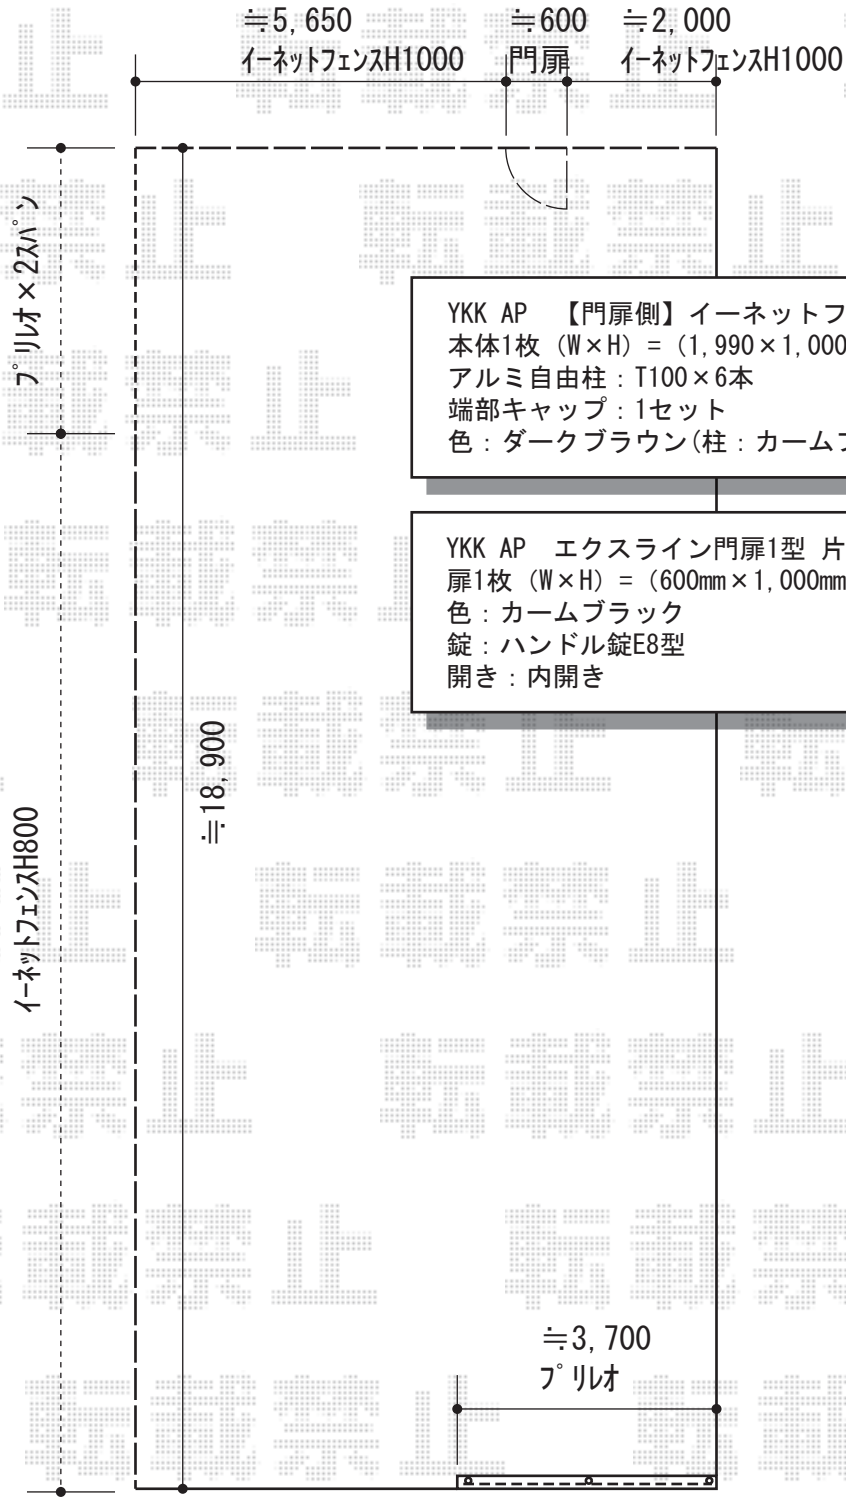 ≒5,650
イーネットフェンスH1000
≒600
門扉
≒2,000
イーネットフェンスH1000
プリレオ×2スパン
YKK AP 【門扉側】イーネットフ
本体1枚 (W×H) = (1,990×1,000
アルミ自由柱：T100×6本
端部キャップ：1セット
色：ダークブラウン(柱：カームブ
YKK AP エクスライン門扉1型 片
扉1枚 (W×H) = (600mm×1,000mm
色：カームブラック
錠：ハンドル錠E8型
開き：内開き
≒18,900
イーネットフェンスH800
≒3,700
プリレオ
転載禁止